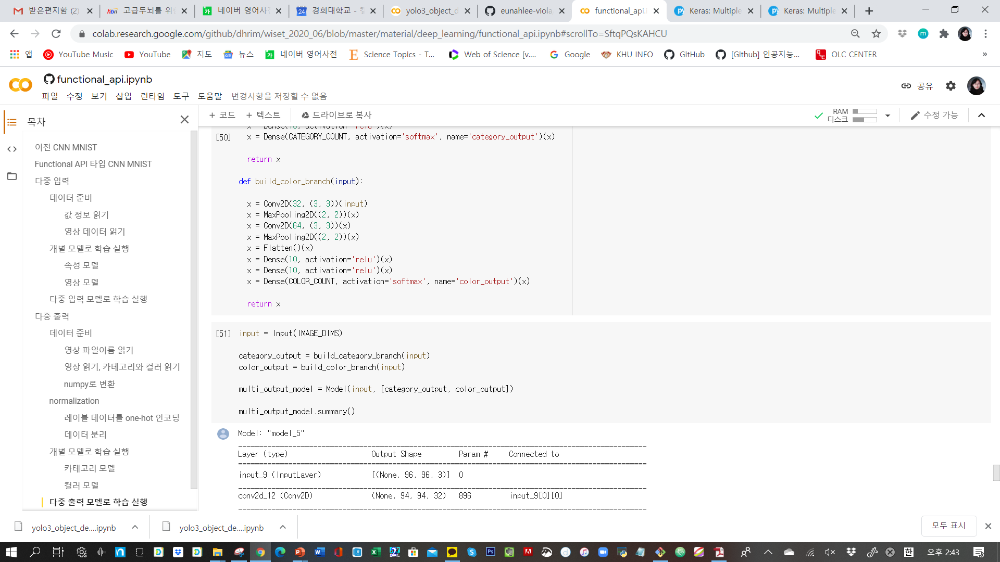 받은편지함 (2)
고급두뇌를 위한
네이버 영어사전
경희대학교 - 캘
yolo3_object_d
eunahlee-viola
functional_api.i
Keras: Multiple
Keras: Multiple
colab.research.google.com/github/dhrim/wiset_2020_06/blob/master/material/deep_learning/functional_api.ipynb#scrollTo=SftqPQsKAHCU
앱 YouTube Music YouTube 지도 뉴스 네이버 영어사전 Science Topics - T... Web of Science [v.... Google KHU INFO GitHub [Github] 인공지능... OLC CENTER »
functional_api.ipynb
파일 수정 보기 삽입 런타임 도구 도움말 변경사항을 저장할 수 없음
공유
목차
+ 코드 + 텍스트 드라이브로 복사
RAM
디스크
수정 가능
이전 CNN MNIST
Functional API 타입 CNN MNIST
다중 입력
데이터 준비
값 정보 읽기
영상 데이터 읽기
개별 모델로 학습 실행
속성 모델
영상 모델
다중 입력 모델로 학습 실행
다중 출력
데이터 준비
영상 파일이름 읽기
영상 읽기, 카테고리와 컬러 읽기
numpy로 변환
normalization
레이블 데이터를 one-hot 인코딩
데이터 분리
개별 모델로 학습 실행
카테고리 모델
컬러 모델
다중 출력 모델로 학습 실행
x = Dense(10, activation='relu')(x)
[50] x = Dense(CATEGORY_COUNT, activation='softmax', name='category_output')(x)
return x
def build_color_branch(input):
x = Conv2D(32, (3, 3))(input)
x = MaxPooling2D((2, 2))(x)
x = Conv2D(64, (3, 3))(x)
x = MaxPooling2D((2, 2))(x)
x = Flatten()(x)
x = Dense(10, activation='relu')(x)
x = Dense(10, activation='relu')(x)
x = Dense(COLOR_COUNT, activation='softmax', name='color_output')(x)
return x
[51] input = Input(IMAGE_DIMS)
category_output = build_category_branch(input)
color_output = build_color_branch(input)
multi_output_model = Model(input, [category_output, color_output])
multi_output_model.summary()
Model: "model_5"
Layer (type) Output Shape Param # Connected to
input_9 (InputLayer) [(None, 96, 96, 3)] 0
conv2d_12 (Conv2D) (None, 94, 94, 32) 896 input_9[0][0]
yolo3_object_de....ipynb
yolo3_object_de....ipynb
모두 표시
한
오후 2:43